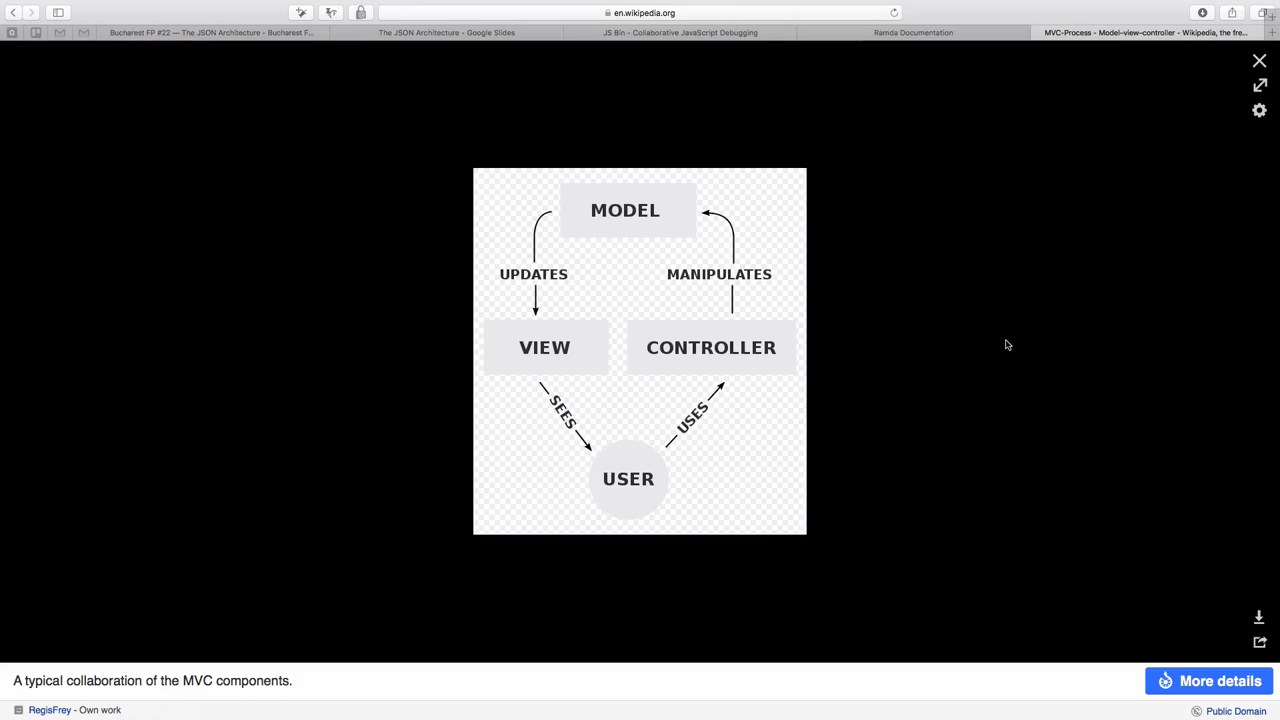 en.wikipedia.org
Bucharest FP #22 — The JSON Architecture - Bucharest F...
The JSON Architecture - Google Slides
JS Bin - Collaborative JavaScript Debugging
Ramda Documentation
MVC-Process - Model–view–controller - Wikipedia, the fre...
MODEL
UPDATES
MANIPULATES
VIEW
CONTROLLER
SEES
USES
USER
A typical collaboration of the MVC components.
More details
RegisFrey - Own work
Public Domain